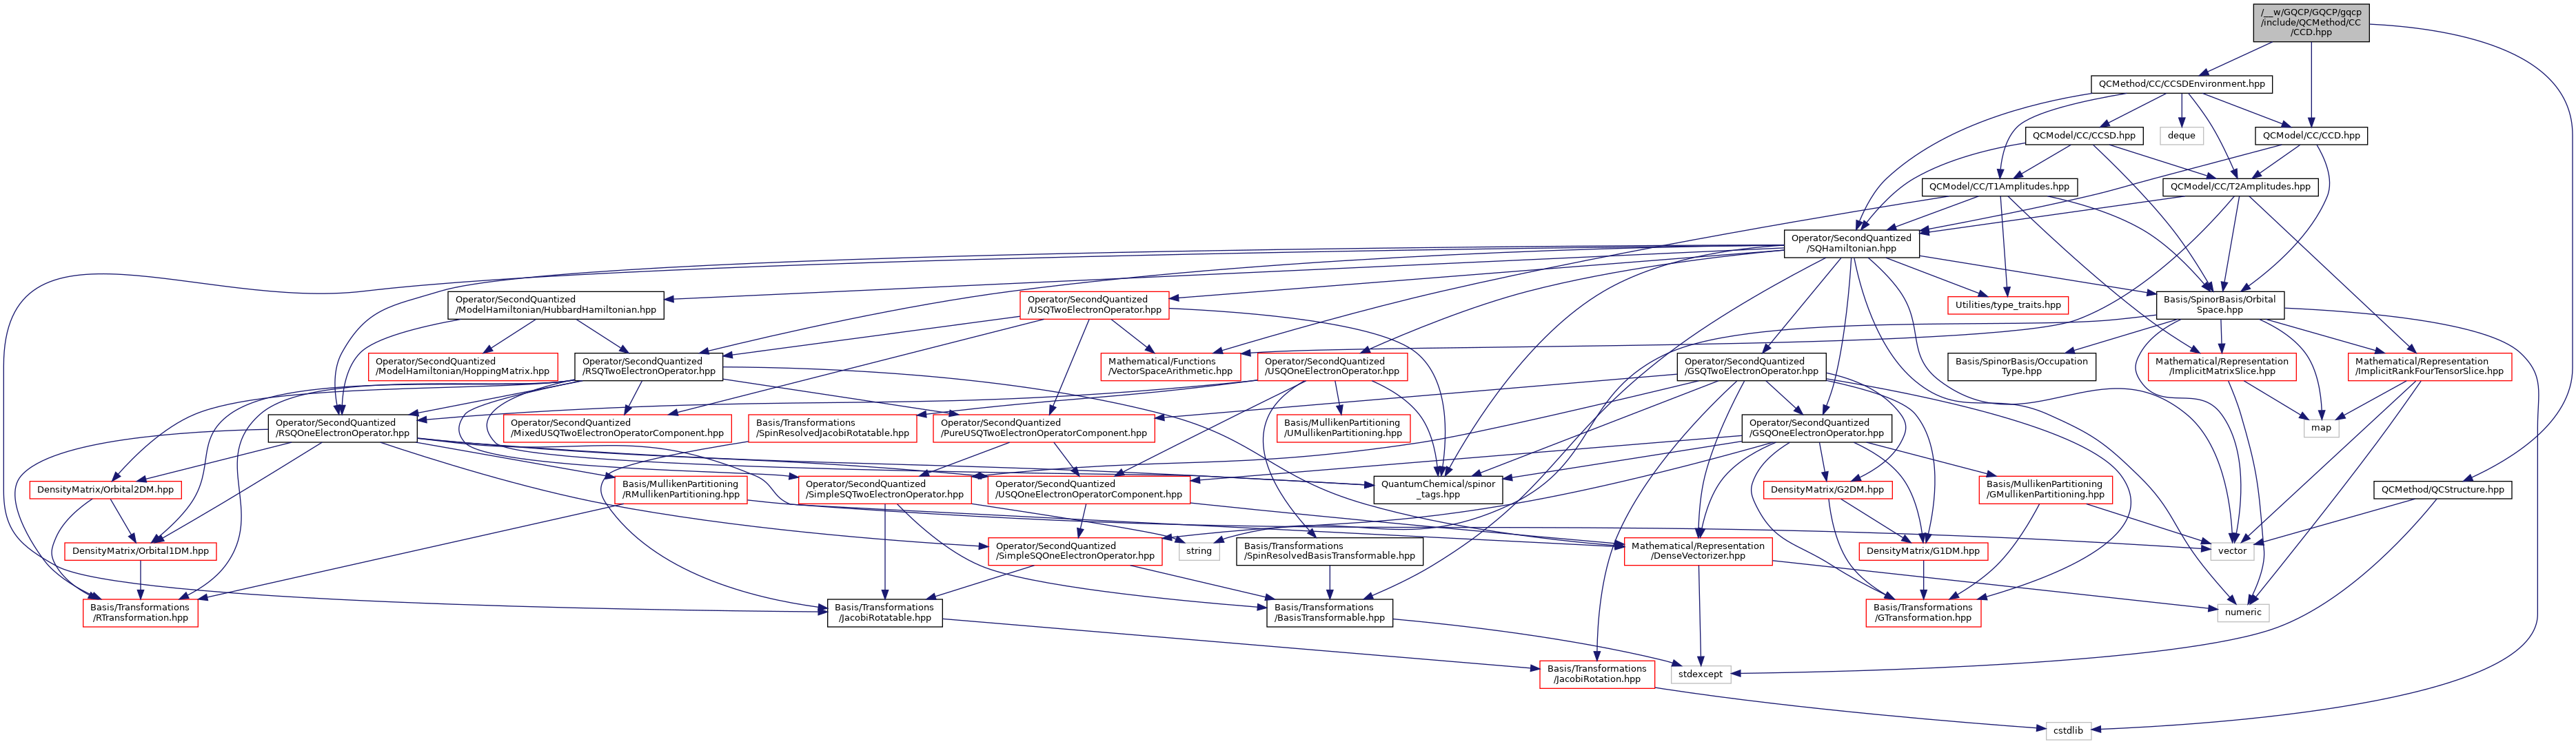 /__w/GQCP/GQCP/gqcp
/include/QCMethod/CC
/CCD.hpp
QCMethod/CC/CCSDEnvironment.hpp
QCModel/CC/CCSD.hpp
deque
QCModel/CC/CCD.hpp
QCModel/CC/T1Amplitudes.hpp
QCModel/CC/T2Amplitudes.hpp
Operator/SecondQuantized
/SQHamiltonian.hpp
Operator/SecondQuantized
/ModelHamiltonian/HubbardHamiltonian.hpp
Operator/SecondQuantized
/USQTwoElectronOperator.hpp
Utilities/type_traits.hpp
Basis/SpinorBasis/Orbital
Space.hpp
Operator/SecondQuantized
/ModelHamiltonian/HoppingMatrix.hpp
Operator/SecondQuantized
/RSQTwoElectronOperator.hpp
Mathematical/Functions
/VectorSpaceArithmetic.hpp
Operator/SecondQuantized
/USQOneElectronOperator.hpp
Operator/SecondQuantized
/GSQTwoElectronOperator.hpp
Basis/SpinorBasis/Occupation
Type.hpp
Mathematical/Representation
/ImplicitMatrixSlice.hpp
Mathematical/Representation
/ImplicitRankFourTensorSlice.hpp
Operator/SecondQuantized
/RSQOneElectronOperator.hpp
Operator/SecondQuantized
/MixedUSQTwoElectronOperatorComponent.hpp
Basis/Transformations
/SpinResolvedJacobiRotatable.hpp
Operator/SecondQuantized
/PureUSQTwoElectronOperatorComponent.hpp
Basis/MullikenPartitioning
/UMullikenPartitioning.hpp
Operator/SecondQuantized
/GSQOneElectronOperator.hpp
map
DensityMatrix/Orbital2DM.hpp
Basis/MullikenPartitioning
/RMullikenPartitioning.hpp
Operator/SecondQuantized
/SimpleSQTwoElectronOperator.hpp
Operator/SecondQuantized
/USQOneElectronOperatorComponent.hpp
QuantumChemical/spinor
_tags.hpp
DensityMatrix/G2DM.hpp
Basis/MullikenPartitioning
/GMullikenPartitioning.hpp
QCMethod/QCStructure.hpp
DensityMatrix/Orbital1DM.hpp
Operator/SecondQuantized
/SimpleSQOneElectronOperator.hpp
string
Basis/Transformations
/SpinResolvedBasisTransformable.hpp
Mathematical/Representation
/DenseVectorizer.hpp
DensityMatrix/G1DM.hpp
vector
Basis/Transformations
/RTransformation.hpp
Basis/Transformations
/JacobiRotatable.hpp
Basis/Transformations
/BasisTransformable.hpp
Basis/Transformations
/GTransformation.hpp
numeric
Basis/Transformations
/JacobiRotation.hpp
stdexcept
cstdlib